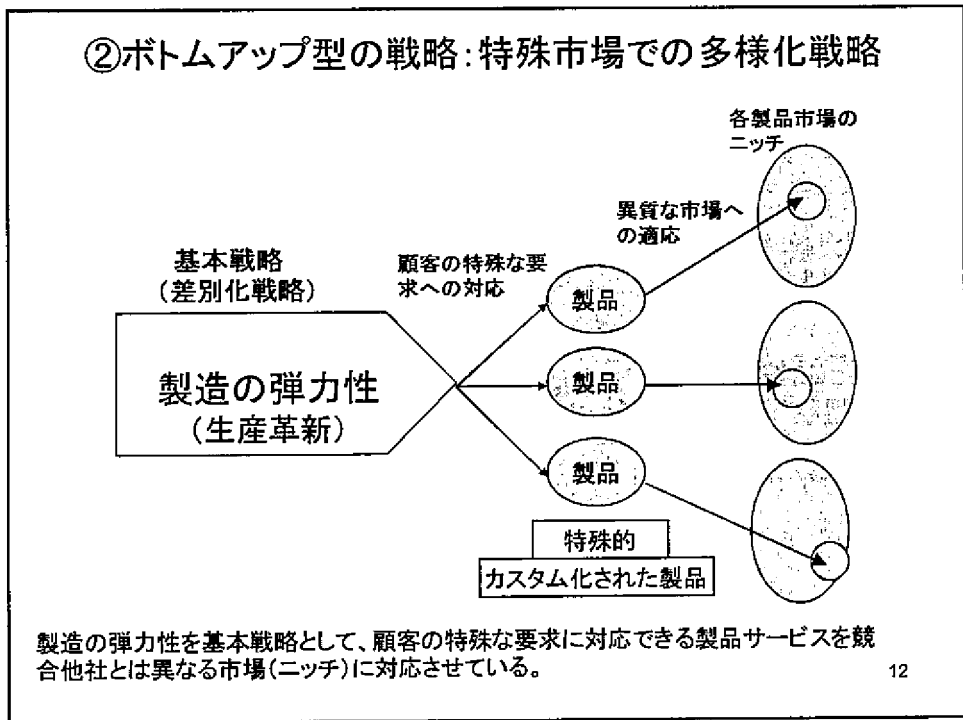 ②ボトムアップ型の戦略:特殊市場での多様化戦略
各製品市場の
ニッチ
異質な市場へ
の適応
基本戦略
(差別化戦略)
顧客の特殊な要
求への対応
製品
製造の弾力性
(生産革新)
製品
製品
特殊的
カスタム化された製品
製造の弾力性を基本戦略として、顧客の特殊な要求に対応できる製品サービスを競
合他社とは異なる市場(ニッチ)に対応させている。
12